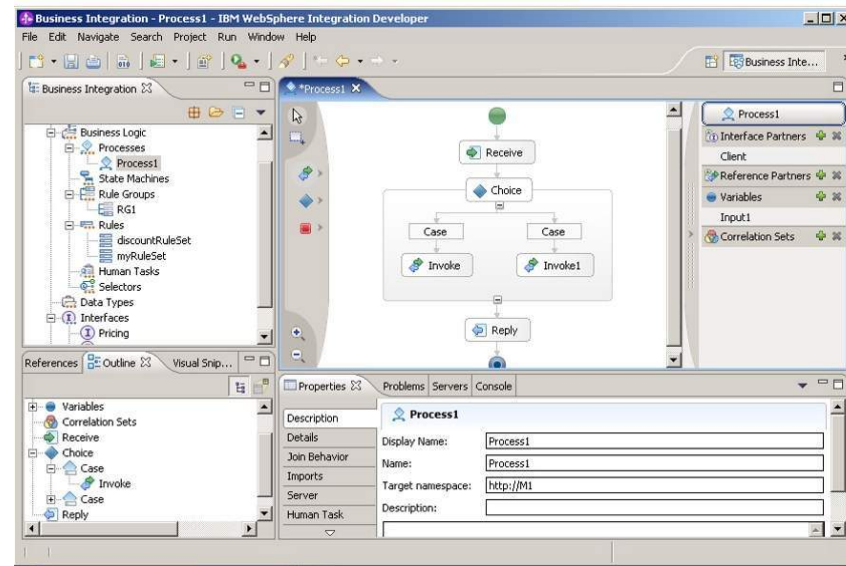 Business Integration - Process1 - IBM WebSphere Integration Developer
File Edit Navigate Search Project Run Window Help
Business Inte...
Business Integration
Business Logic
Processes
Process1
State Machines
Rule Groups
RG1
Rules
discountRuleSet
myRuleSet
Human Tasks
Selectors
Data Types
Interfaces
Pricing
*Process1
Receive
Choice
Case Case
Invoke Invoke1
Reply
Process1
Interface Partners
Client
Reference Partners
Variables
Input1
Correlation Sets
References Outline Visual Snip...
Variables
Correlation Sets
Receive
Choice
Case
Invoke
Case
Reply
Properties Problems Servers Console
Description
Details
Join Behavior
Imports
Server
Human Task
Process1
Display Name: Process1
Name: Process1
Target namespace: http://M1
Description: